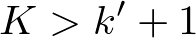 K > k′ + 1